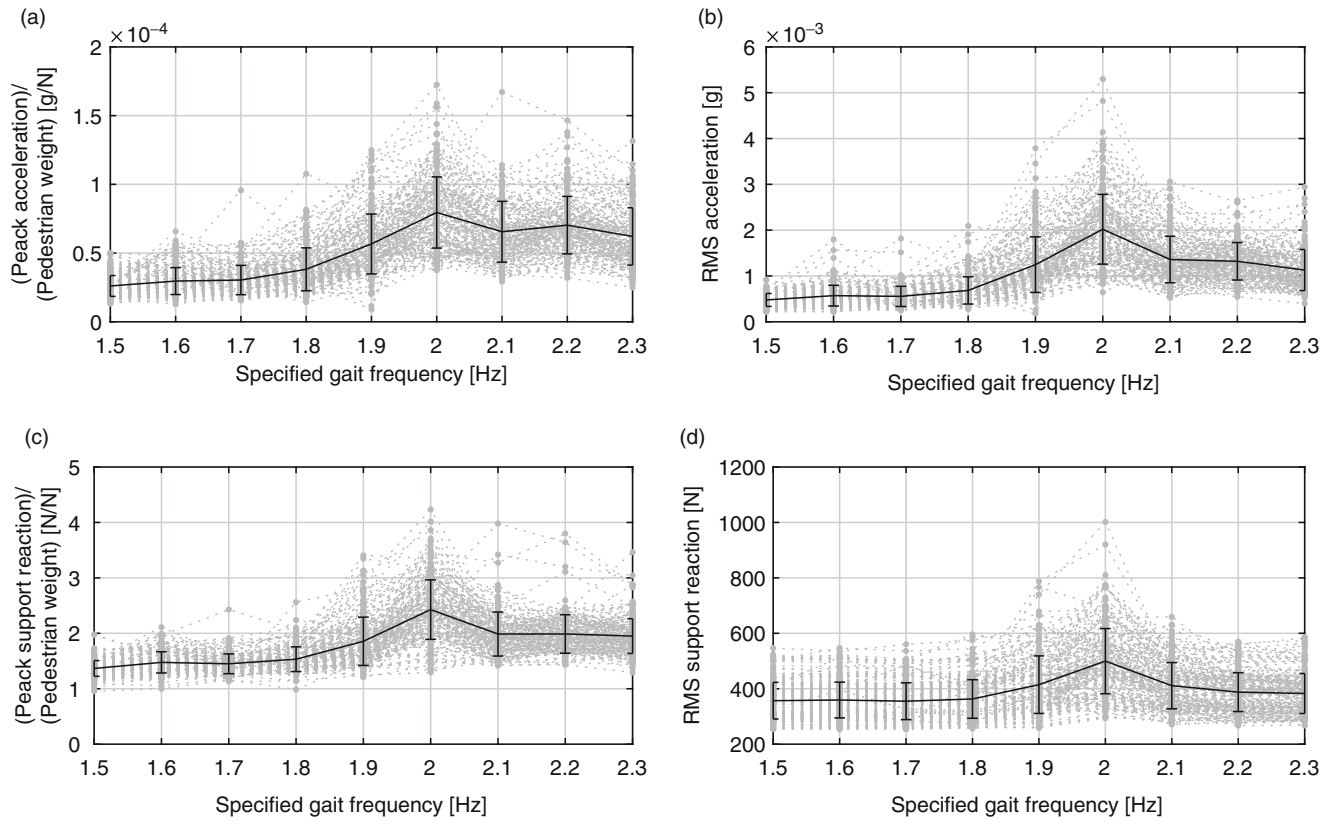 (a)
× 10⁻⁴
2
1.5
1
0.5
0
(Peack acceleration)/
(Pedestrian weight) [g/N]
1.5 1.6 1.7 1.8 1.9 2 2.1 2.2 2.3
Specified gait frequency [Hz]
(b)
× 10⁻³
6
5
4
3
2
1
0
RMS acceleration [g]
1.5 1.6 1.7 1.8 1.9 2 2.1 2.2 2.3
Specified gait frequency [Hz]
(c)
5
4
3
2
1
0
(Peack support reaction)/
(Pedestrian weight) [N/N]
1.5 1.6 1.7 1.8 1.9 2 2.1 2.2 2.3
Specified gait frequency [Hz]
(d)
1200
1000
800
600
400
200
RMS support reaction [N]
1.5 1.6 1.7 1.8 1.9 2 2.1 2.2 2.3
Specified gait frequency [Hz]